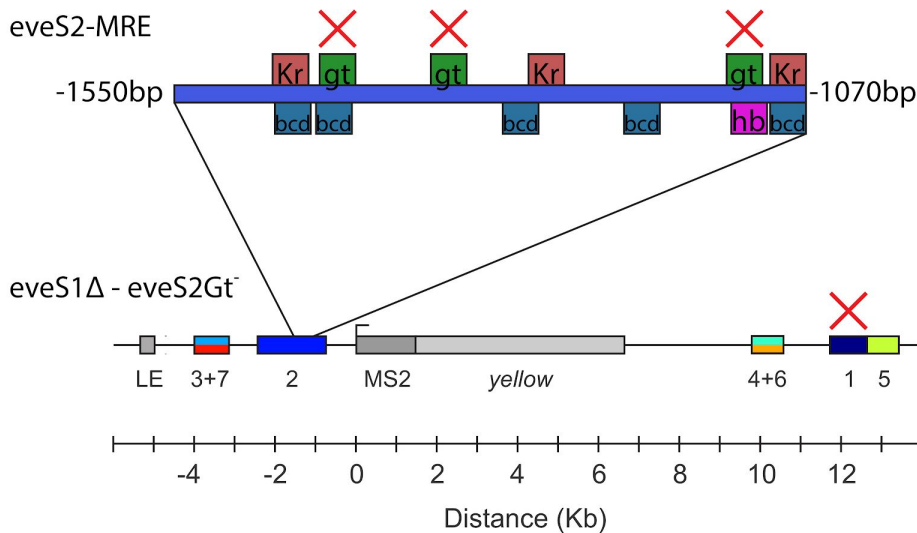 eveS2-MRE
Kr gt gt Kr gt Kr
-1550bp -1070bp
bcd bcd bcd bcd hb bcd
eveS1Δ - eveS2Gt⁻
LE 3+7 2 MS2 yellow 4+6 1 5
-4 -2 0 2 4 6 8 10 12
Distance (Kb)